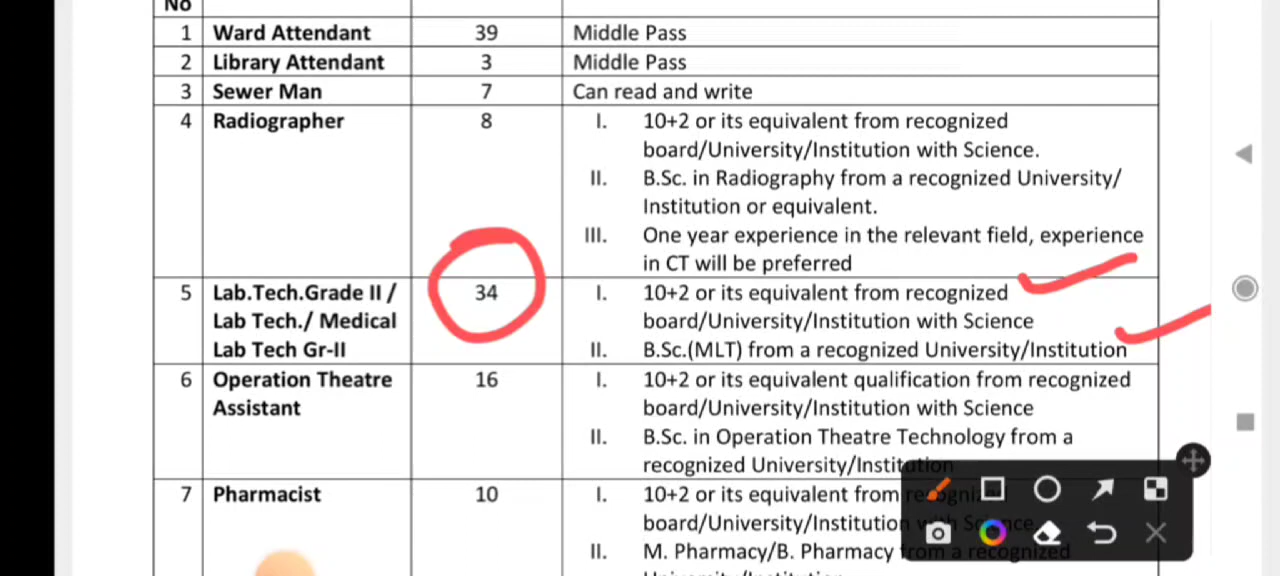 No
1 Ward Attendant 39 Middle Pass
2 Library Attendant 3 Middle Pass
3 Sewer Man 7 Can read and write
4 Radiographer 8 I. 10+2 or its equivalent from recognized
board/University/Institution with Science.
II. B.Sc. in Radiography from a recognized University/
Institution or equivalent.
III. One year experience in the relevant field, experience
in CT will be preferred
5 Lab.Tech.Grade II / 34 I. 10+2 or its equivalent from recognized
Lab Tech./ Medical board/University/Institution with Science
Lab Tech Gr-II II. B.Sc.(MLT) from a recognized University/Institution
6 Operation Theatre 16 I. 10+2 or its equivalent qualification from recognized
Assistant board/University/Institution with Science
II. B.Sc. in Operation Theatre Technology from a
recognized University/Institution
7 Pharmacist 10 I. 10+2 or its equivalent from recognized
board/University/Institution with Science.
II. M. Pharmacy/B. Pharmacy from a recognized
University/Institution